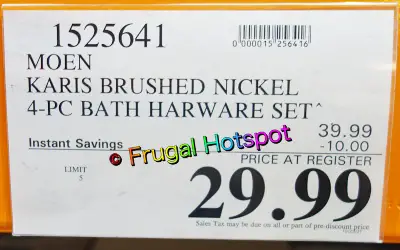 1525641
000015 256416
MOEN
KARIS BRUSHED NICKEL
4-PC BATH HARWARE SET^
39.99
Instant Savings -10.00
© Frugal Hotspot
PRICE AT REGISTER
LIMIT
5
29.99
Sales Tax may be due on all or part of pre-discount price